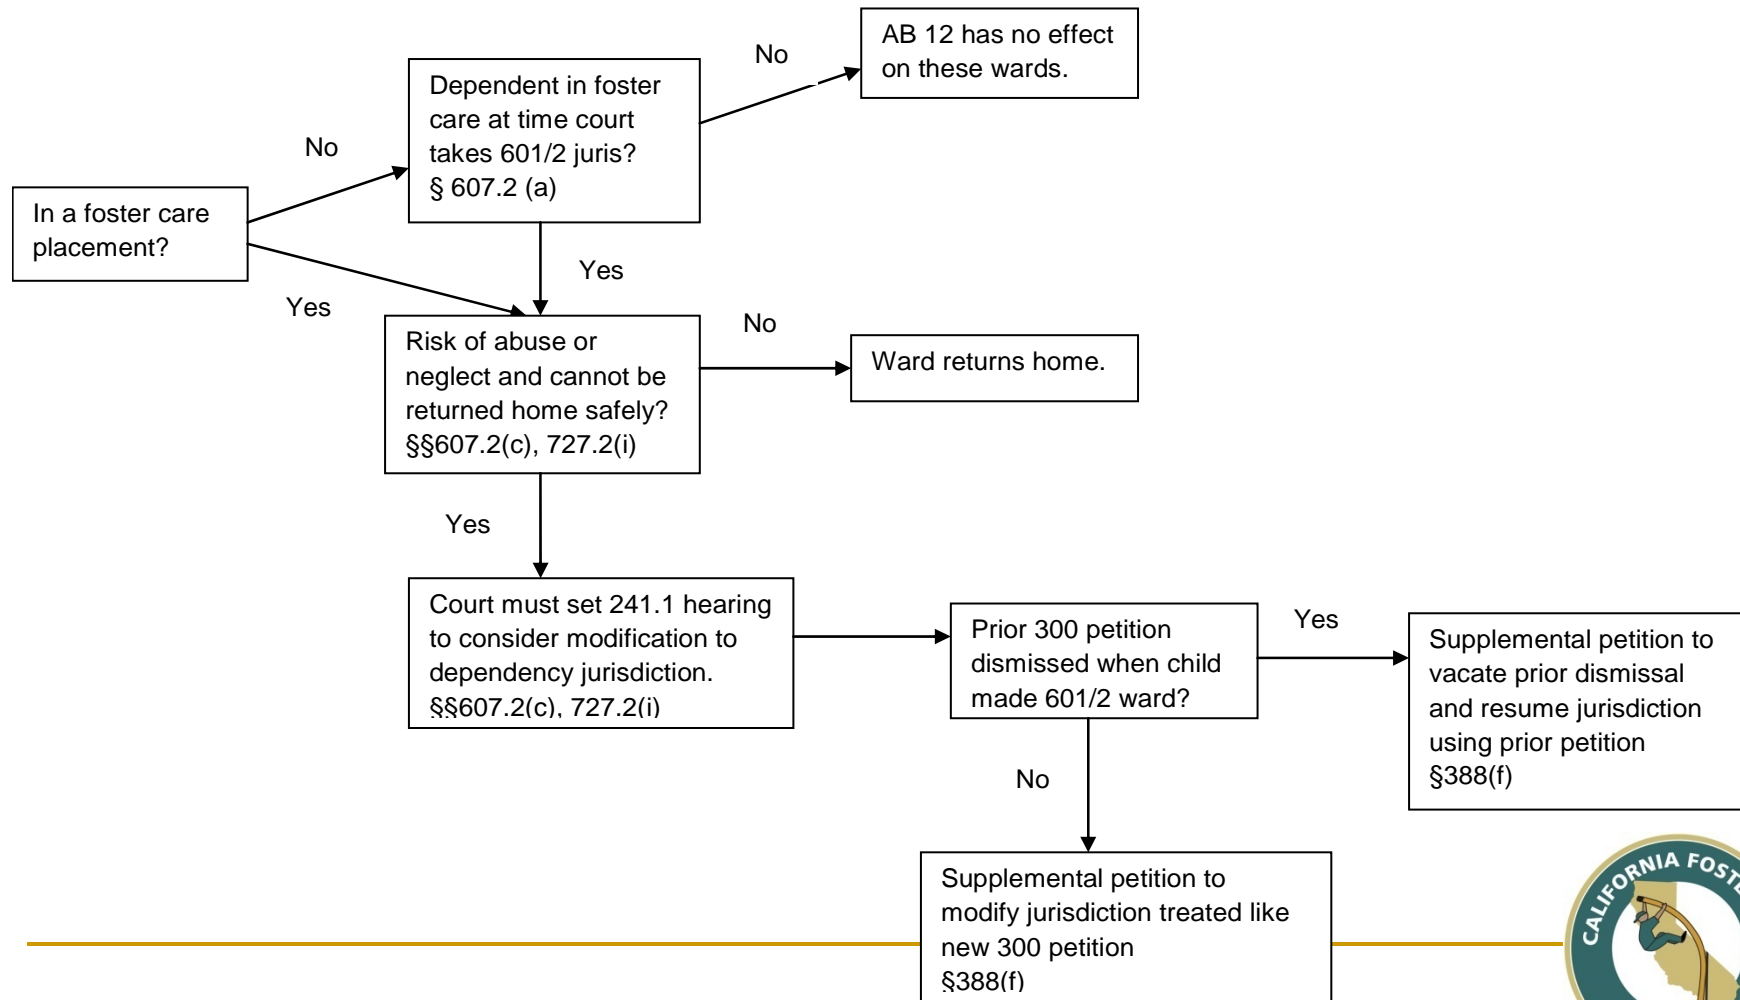 AB 12 has no effect
on these wards.
No
Dependent in foster
care at time court
takes 601/2 juris?
§ 607.2 (a)
No
In a foster care
placement?
Yes
Yes
Risk of abuse or
neglect and cannot be
returned home safely?
§§607.2(c), 727.2(i)
No
Ward returns home.
Yes
Court must set 241.1 hearing
to consider modification to
dependency jurisdiction.
§§607.2(c), 727.2(i)
Prior 300 petition
dismissed when child
made 601/2 ward?
Yes
Supplemental petition to
vacate prior dismissal
and resume jurisdiction
using prior petition
§388(f)
No
Supplemental petition to
modify jurisdiction treated like
new 300 petition
§388(f)
CALIFORNIA